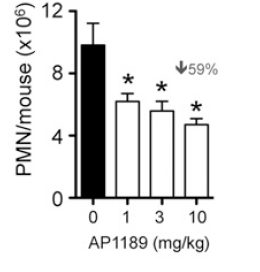 PMN/mouse (x10⁶)
12
8
4
0
* * *
↓59%
0 1 3 10
AP1189 (mg/kg)